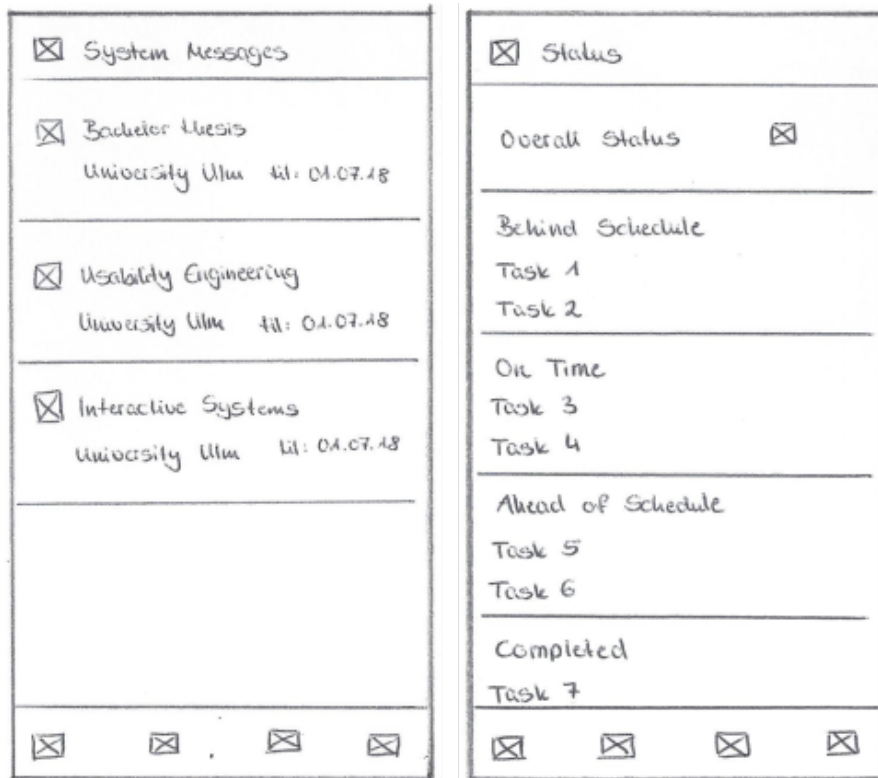 System Messages
Bachelor thesis
University Ulm til: 01.07.18
Usability Engineering
University Ulm til: 01.07.18
Interactive Systems
University Ulm til: 01.07.18
Status
Overall Status
Behind Schedule
Task 1
Task 2
On Time
Task 3
Task 4
Ahead of Schedule
Task 5
Task 6
Completed
Task 7